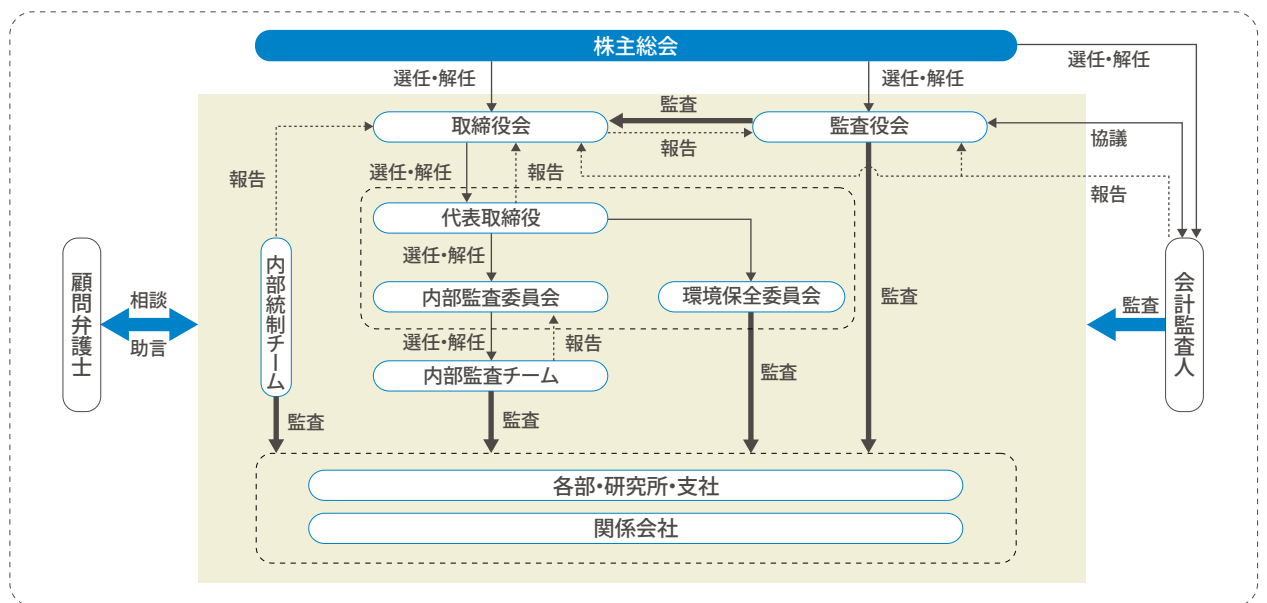 株主総会
選任・解任
選任・解任
選任・解任
監査
取締役会
監査役会
報告
協議
選任・解任
報告
報告
報告
代表取締役
選任・解任
内部統制チーム
顧問弁護士
相談
助言
内部監査委員会
環境保全委員会
監査
監査
会計監査人
選任・解任
報告
内部監査チーム
監査
監査
監査
各部・研究所・支社
関係会社